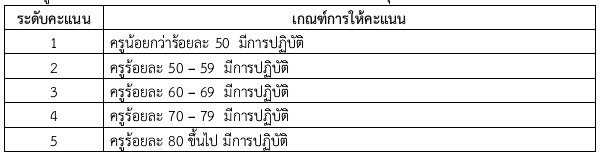 ระดับคะแนน เกณฑ์การให้คะแนน
1 ครูน้อยกว่าร้อยละ 50 มีการปฏิบัติ
2 ครูร้อยละ 50 – 59 มีการปฏิบัติ
3 ครูร้อยละ 60 – 69 มีการปฏิบัติ
4 ครูร้อยละ 70 – 79 มีการปฏิบัติ
5 ครูร้อยละ 80 ขึ้นไป มีการปฏิบัติ